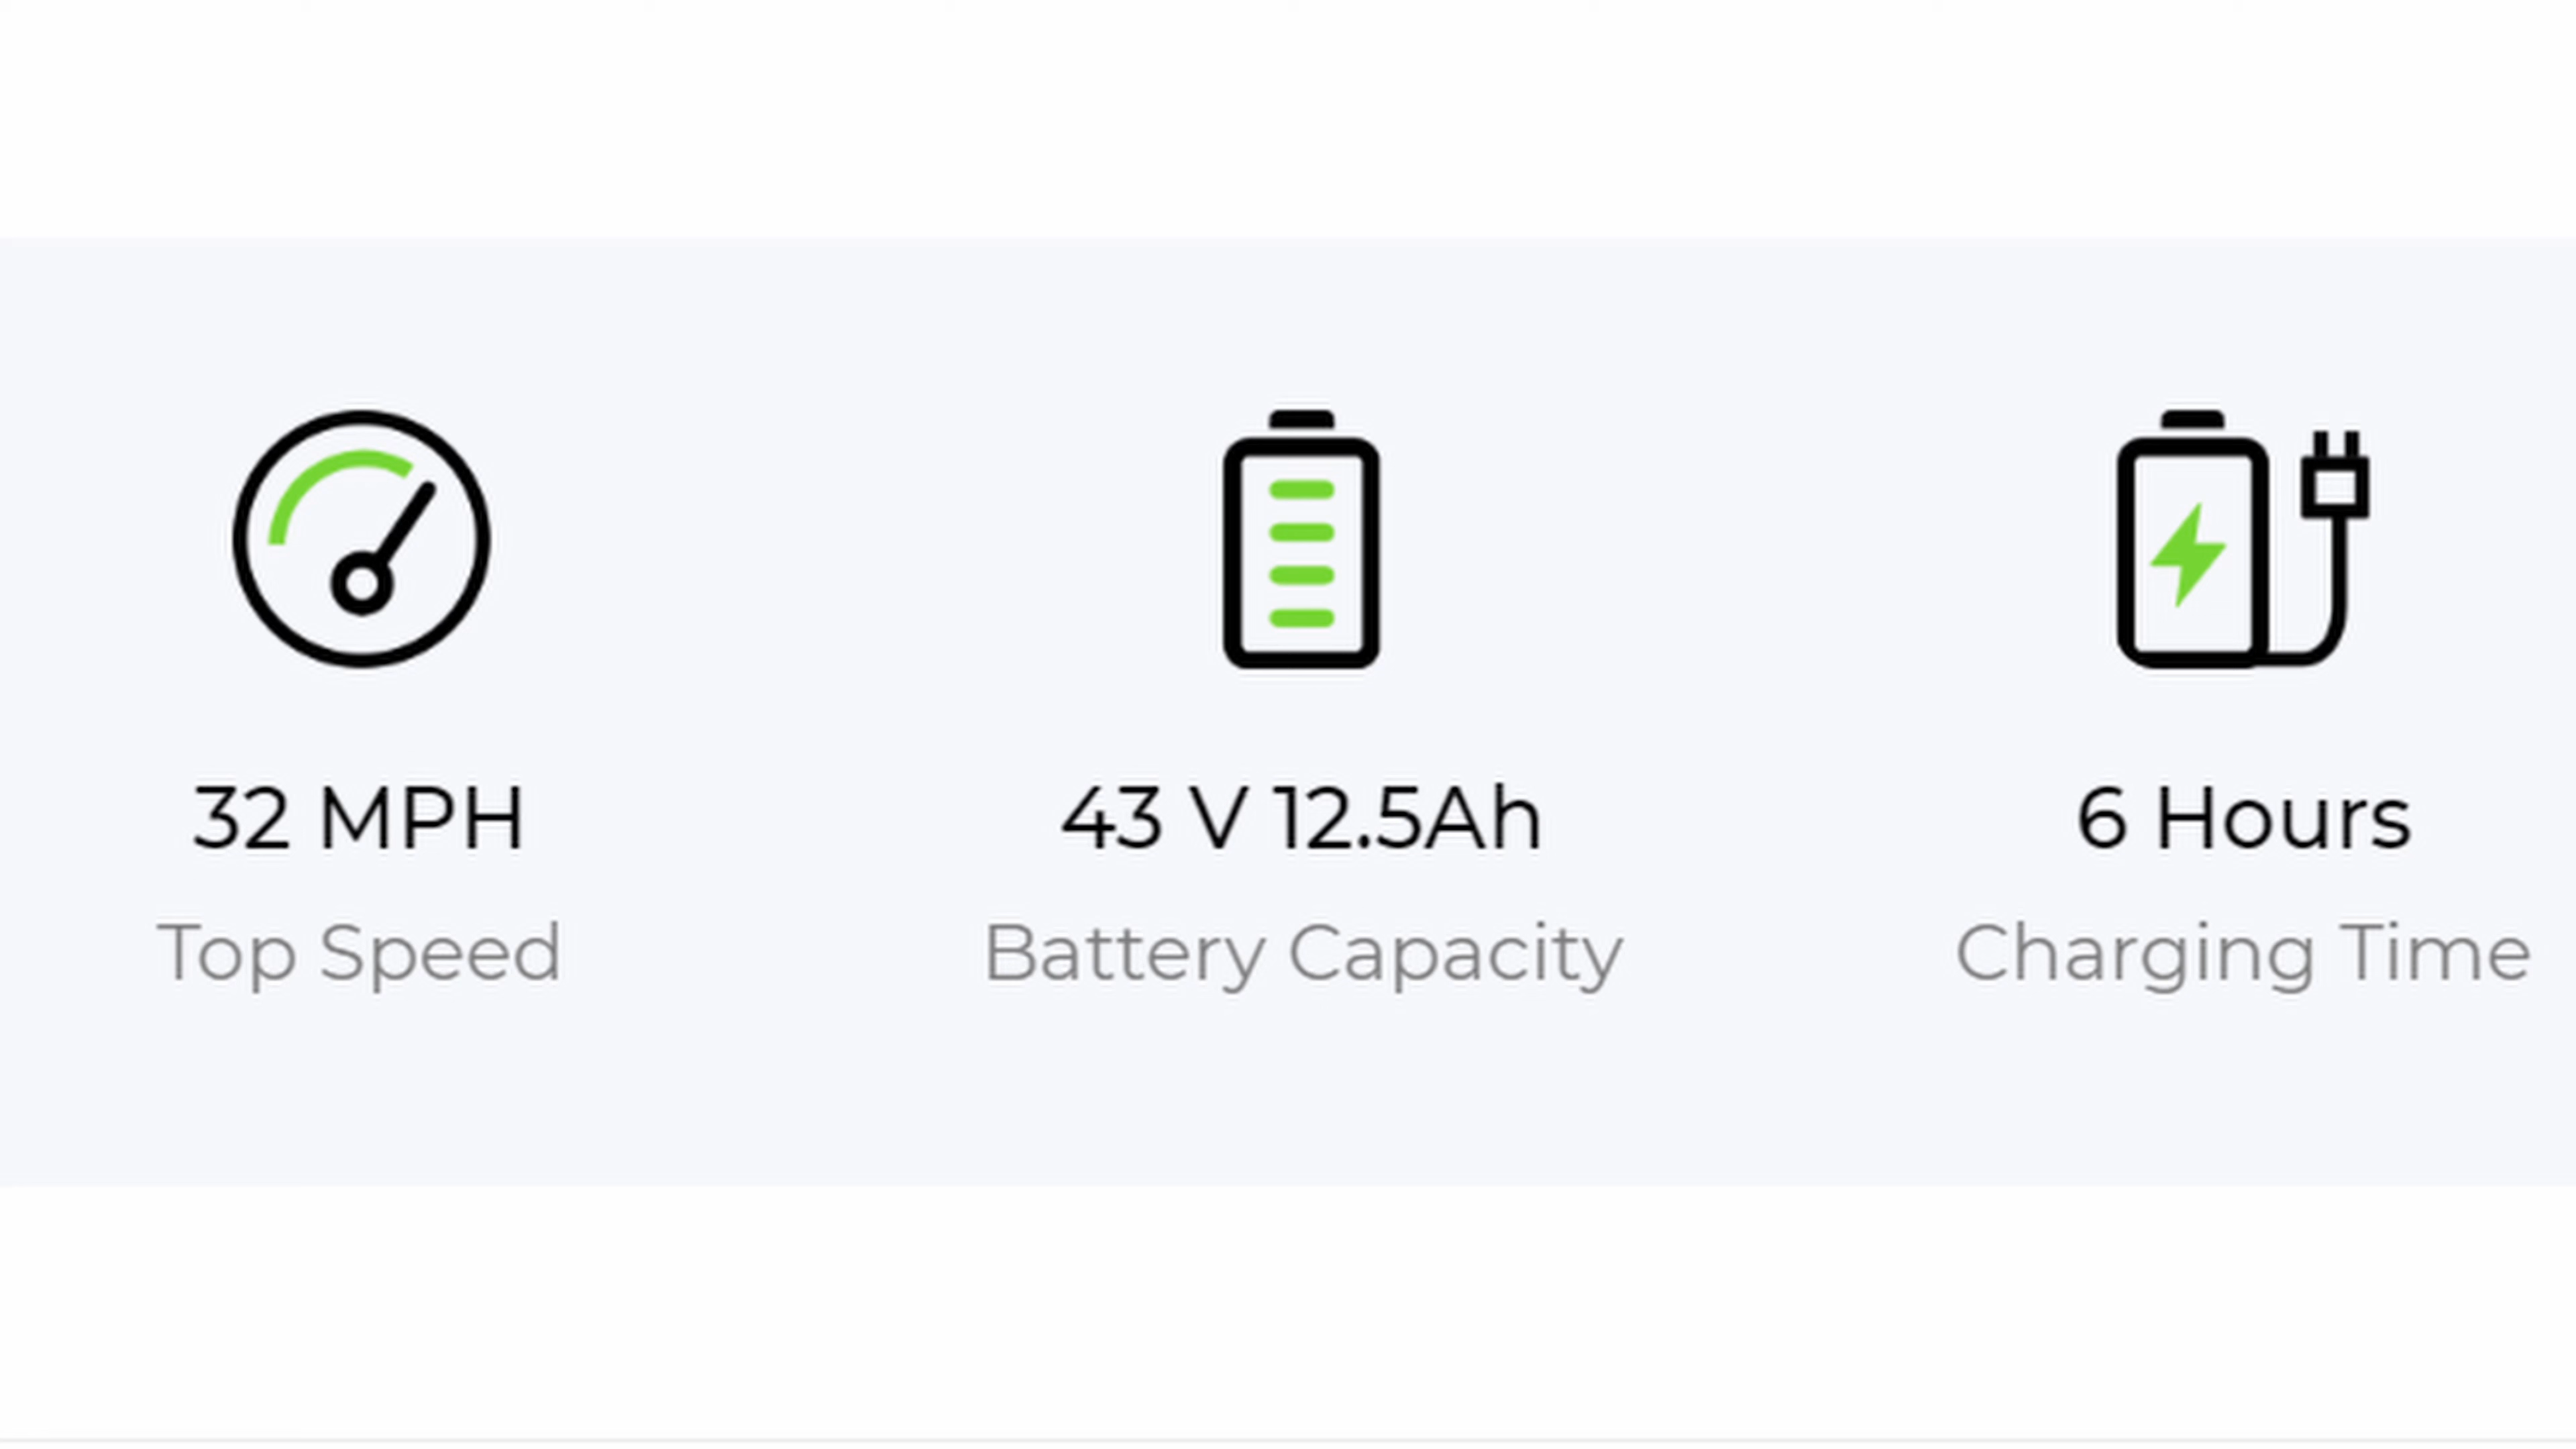 32 MPH
Top Speed
43 V 12.5Ah
Battery Capacity
6 Hours
Charging Time